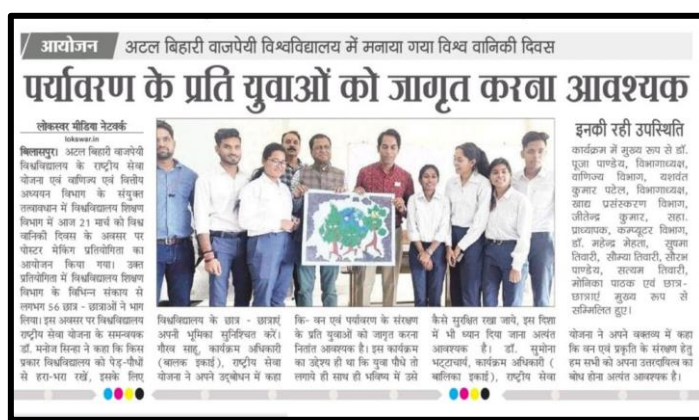 आयोजन अटल बिहारी वाजपेयी विश्वविद्यालय में मनाया गया विश्व वानिकी दिवस
पर्यावरण के प्रति युवाओं को जागृत करना आवश्यक
लोकस्वर मीडिया नेटवर्क
lokswar.in
बिलासपुर। अटल बिहारी वाजपेयी
विश्वविद्यालय के राष्ट्रीय सेवा
योजना एवं वाणिज्य एवं वित्तीय
अध्ययन विभाग के संयुक्त
तत्वावधान में विश्वविद्यालय शिक्षण
विभाग में आज 21 मार्च को विश्व
वानिकी दिवस के अवसर पर
पोस्टर मेकिंग प्रतियोगिता का
आयोजन किया गया। उक्त
प्रतियोगिता में विश्वविद्यालय शिक्षण
विभाग के विभिन्न संकाय से
लगभग 56 छात्र - छात्राओं ने भाग
लिया। इस अवसर पर विश्वविद्यालय
राष्ट्रीय सेवा योजना के समन्वयक
डॉ. मनोज सिन्हा ने कहा कि किस
प्रकार विश्वविद्यालय को पेड़-पौधों
से हरा-भरा रखें, इसके लिए
विश्वविद्यालय के छात्र - छात्राएं
अपनी भूमिका सुनिश्चित करें।
गौरव साहू, कार्यक्रम अधिकारी
(बालक इकाई), राष्ट्रीय सेवा
योजना ने अपने उद्बोधन में कहा
कि- वन एवं पर्यावरण के संरक्षण
के प्रति युवाओं को जागृत करना
नितांत आवश्यक है। इस कार्यक्रम
का उद्देश्य ही था कि युवा पौधे तो
लगाये ही साथ ही भविष्य में उसे
कैसे सुरक्षित रखा जाये, इस दिशा
में भी ध्यान दिया जाना अत्यंत
आवश्यक है। डॉ. सुमोना
भट्टाचार्य, कार्यक्रम अधिकारी (
बालिका इकाई), राष्ट्रीय सेवा
इनकी रही उपस्थिति
कार्यक्रम में मुख्य रूप से डॉ.
पूजा पाण्डेय, विभागाध्यक्ष,
वाणिज्य विभाग, यशवंत
कुमार पटेल, विभागाध्यक्ष,
खाद्य प्रसंस्करण विभाग,
जीतेन्द्र कुमार, सहा.
प्राध्यापक, कम्प्यूटर विभाग,
डॉ. महेन्द्र मेहता, सुषमा
तिवारी, सौम्या तिवारी, सौरभ
पाण्डेय, सत्यम तिवारी,
मोनिका पाठक एवं छात्र-
छात्राएं मुख्य रूप से
सम्मिलित हुए।
योजना ने अपने वक्तव्य में कहा
कि वन एवं प्रकृति के संरक्षण हेतु
हम सभी को अपना उत्तरदायित्व का
बोध होना अत्यंत आवश्यक है।